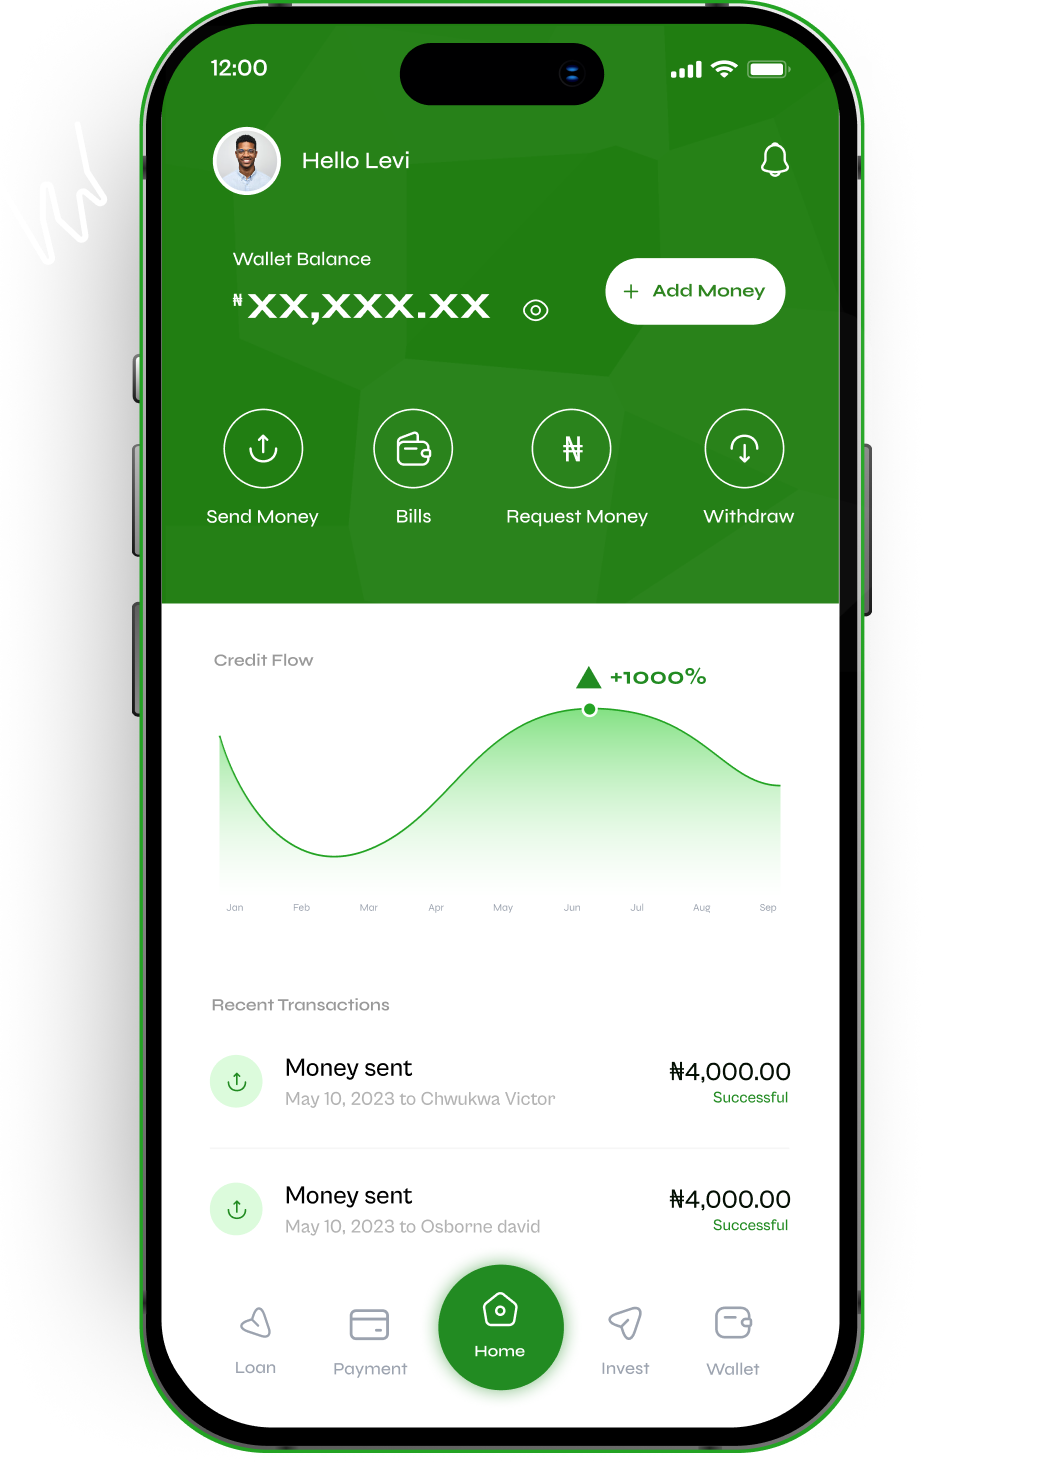 12:00
Hello Levi
Wallet Balance
₦XX,XXX.XX
+ Add Money
Send Money
Bills
₦
Request Money
Withdraw
Credit Flow
+1000%
Jan Feb Mar Apr May Jun Jul Aug Sep
Recent Transactions
Money sent ₦4,000.00
May 10, 2023 to Chwukwa Victor Successful
Money sent ₦4,000.00
May 10, 2023 to Osborne david Successful
Loan Payment Home Invest Wallet